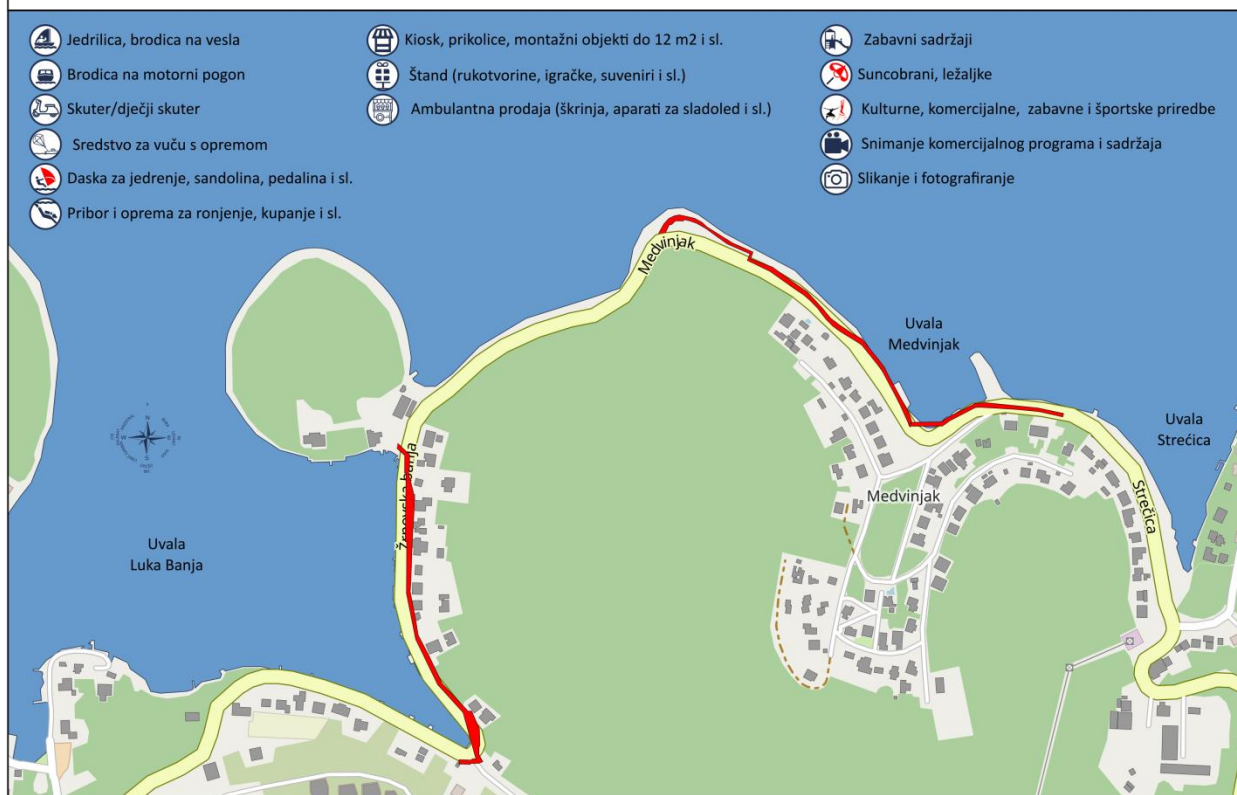 Jedrilica, brodica na vesla
Brodica na motorni pogon
Skuter/dječji skuter
Sredstvo za vuču s opremom
Daska za jedrenje, sandolina, pedalina i sl.
Pribor i oprema za ronjenje, kupanje i sl.
Kiosk, prikolice, montažni objekti do 12 m2 i sl.
Štand (rukotvorine, igračke, suveniri i sl.)
Ambulantna prodaja (škrinja, aparati za sladoled i sl.)
Zabavni sadržaji
Suncobrani, ležaljke
Kulturne, komercijalne, zabavne i športske priredbe
Snimanje komercijalnog programa i sadržaja
Slikanje i fotografiranje
Medvinjak
Uvala
Medvinjak
Uvala
Strećica
Žrnovska banja
Medvinjak
Strečica
Uvala
Luka Banja